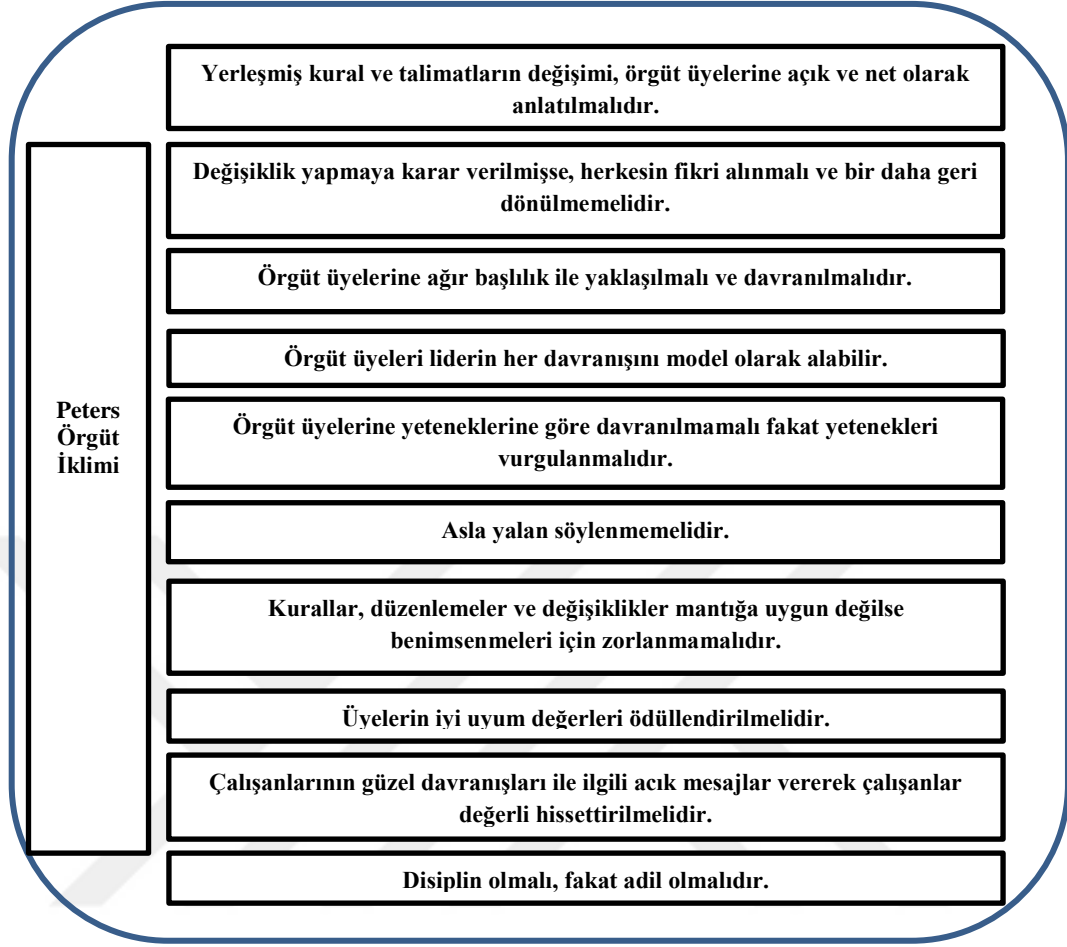 Yerleşmiş kural ve talimatların değişimi, örgüt üyelerine açık ve net olarak
anlatılmalıdır.
Değişiklik yapmaya karar verilmişse, herkesin fikri alınmalı ve bir daha geri
dönülmemelidir.
Örgüt üyelerine ağır başlılık ile yaklaşılmalı ve davranılmalıdır.
Örgüt üyeleri liderin her davranışını model olarak alabilir.
Peters
Örgüt
İklimi
Örgüt üyelerine yeteneklerine göre davranılmamalı fakat yetenekleri
vurgulanmalıdır.
Asla yalan söylenmemelidir.
Kurallar, düzenlemeler ve değişiklikler mantığa uygun değilse
benimsenmeleri için zorlanmamalıdır.
Üyelerin iyi uyum değerleri ödüllendirilmelidir.
Çalışanlarının güzel davranışları ile ilgili acık mesajlar vererek çalışanlar
değerli hissettirilmelidir.
Disiplin olmalı, fakat adil olmalıdır.